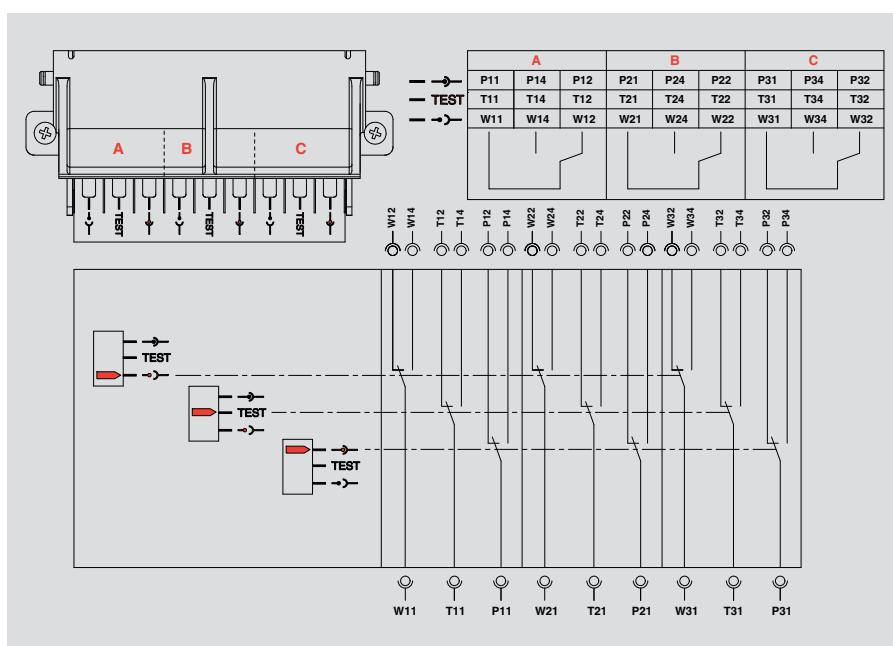 A B C
P11 P14 P12 P21 P24 P22 P31 P34 P32
TEST T11 T14 T12 T21 T24 T22 T31 T34 T32
W11 W14 W12 W21 W24 W22 W31 W34 W32
A B C
TEST TEST TEST
W12 W14 T12 T14 P12 P14 W22 W24 T22 T24 P22 P24 W32 W34 T32 T34 P32 P34
TEST
TEST
TEST
W11 T11 P11 W21 T21 P21 W31 T31 P31